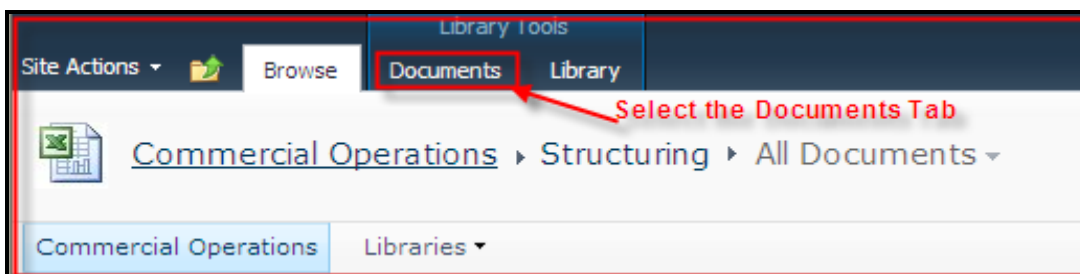 Library Tools
Site Actions Browse Documents Library
Select the Documents Tab
Commercial Operations Structuring All Documents
Commercial Operations Libraries